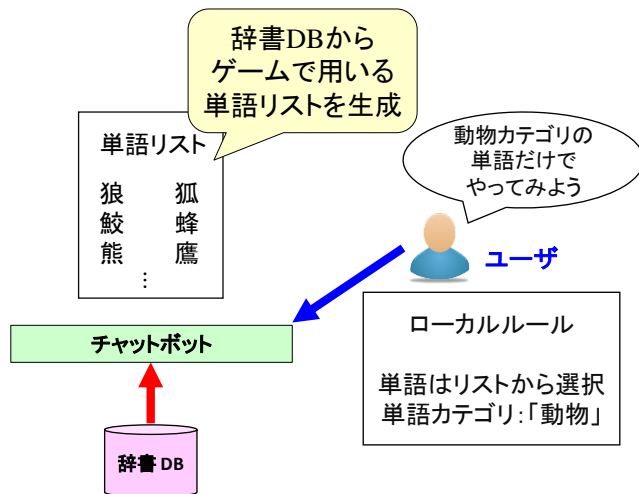 辞書DBから
ゲームで用いる
単語リストを生成
単語リスト
狼 狐
鮫 蜂
熊 鷹
⋮
動物カテゴリの
単語だけで
やってみよう
ユーザ
ローカルルール
単語はリストから選択
単語カテゴリ:「動物」
チャットボット
辞書 DB